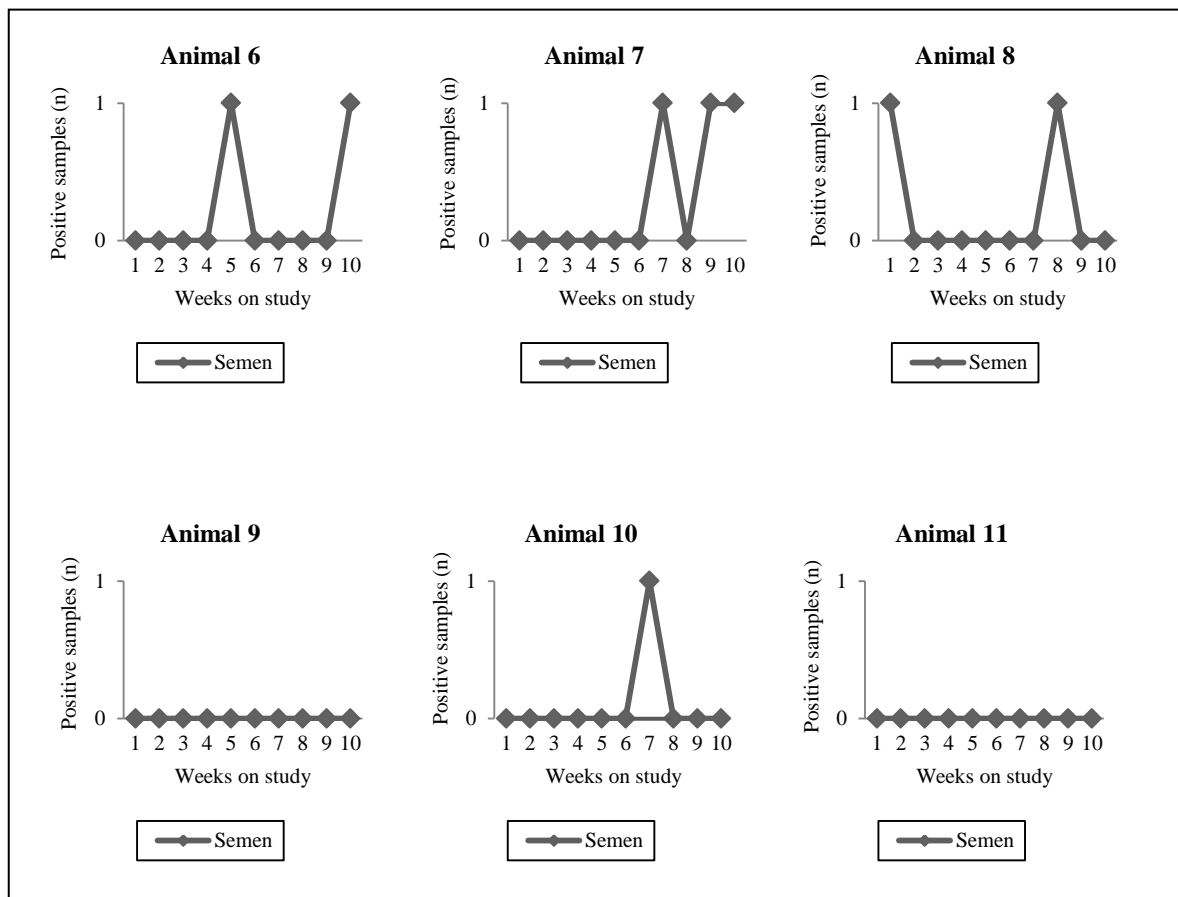 Animal 6
Positive samples (n)
1
0
1 2 3 4 5 6 7 8 9 10
Weeks on study
Semen
Animal 7
Positive samples (n)
1
0
1 2 3 4 5 6 7 8 9 10
Weeks on study
Semen
Animal 8
Positive samples (n)
1
0
1 2 3 4 5 6 7 8 9 10
Weeks on study
Semen
Animal 9
Positive samples (n)
1
0
1 2 3 4 5 6 7 8 9 10
Weeks on study
Semen
Animal 10
Positive samples (n)
1
0
1 2 3 4 5 6 7 8 9 10
Weeks on study
Semen
Animal 11
Positive samples (n)
1
0
1 2 3 4 5 6 7 8 9 10
Weeks on study
Semen